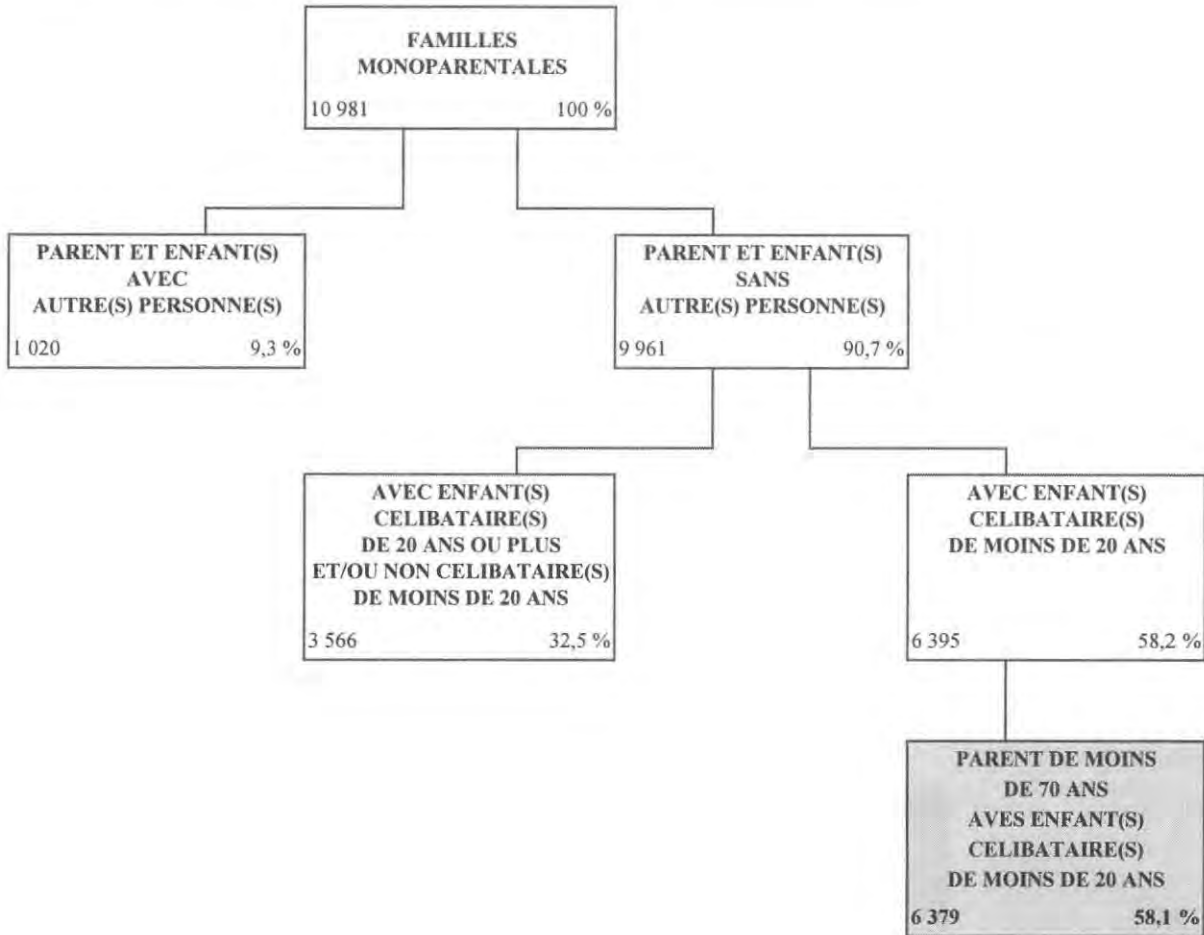 FAMILLES
MONOPARENTALES
10 981 100 %
PARENT ET ENFANT(S)
AVEC
AUTRE(S) PERSONNE(S)
1 020 9,3 %
PARENT ET ENFANT(S)
SANS
AUTRE(S) PERSONNE(S)
9 961 90,7 %
AVEC ENFANT(S)
CELIBATAIRE(S)
DE 20 ANS OU PLUS
ET/OU NON CELIBATAIRE(S)
DE MOINS DE 20 ANS
3 566 32,5 %
AVEC ENFANT(S)
CELIBATAIRE(S)
DE MOINS DE 20 ANS
6 395 58,2 %
PARENT DE MOINS
DE 70 ANS
AVES ENFANT(S)
CELIBATAIRE(S)
DE MOINS DE 20 ANS
6 379 58,1 %